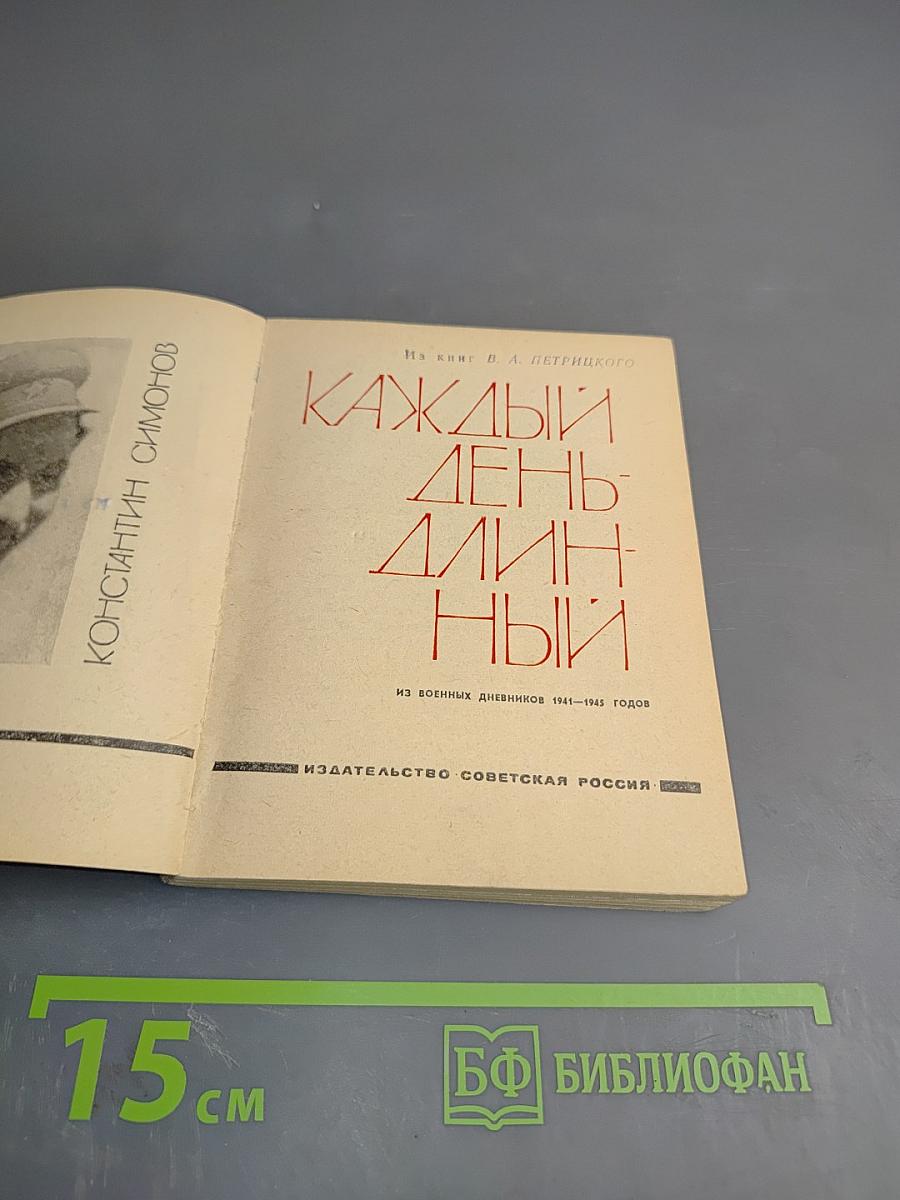 КОНСТАНТИН СИМОНОВ
Из книг В. А. ПЕТРИЦКОГО
КАЖДЫЙ
ДЕНЬ-
ДЛИН-
НЫЙ
ИЗ ВОЕННЫХ ДНЕВНИКОВ 1941—1945 ГОДОВ
ИЗДАТЕЛЬСТВО·СОВЕТСКАЯ РОССИЯ·
15 см
БФ БИБЛИОФАН